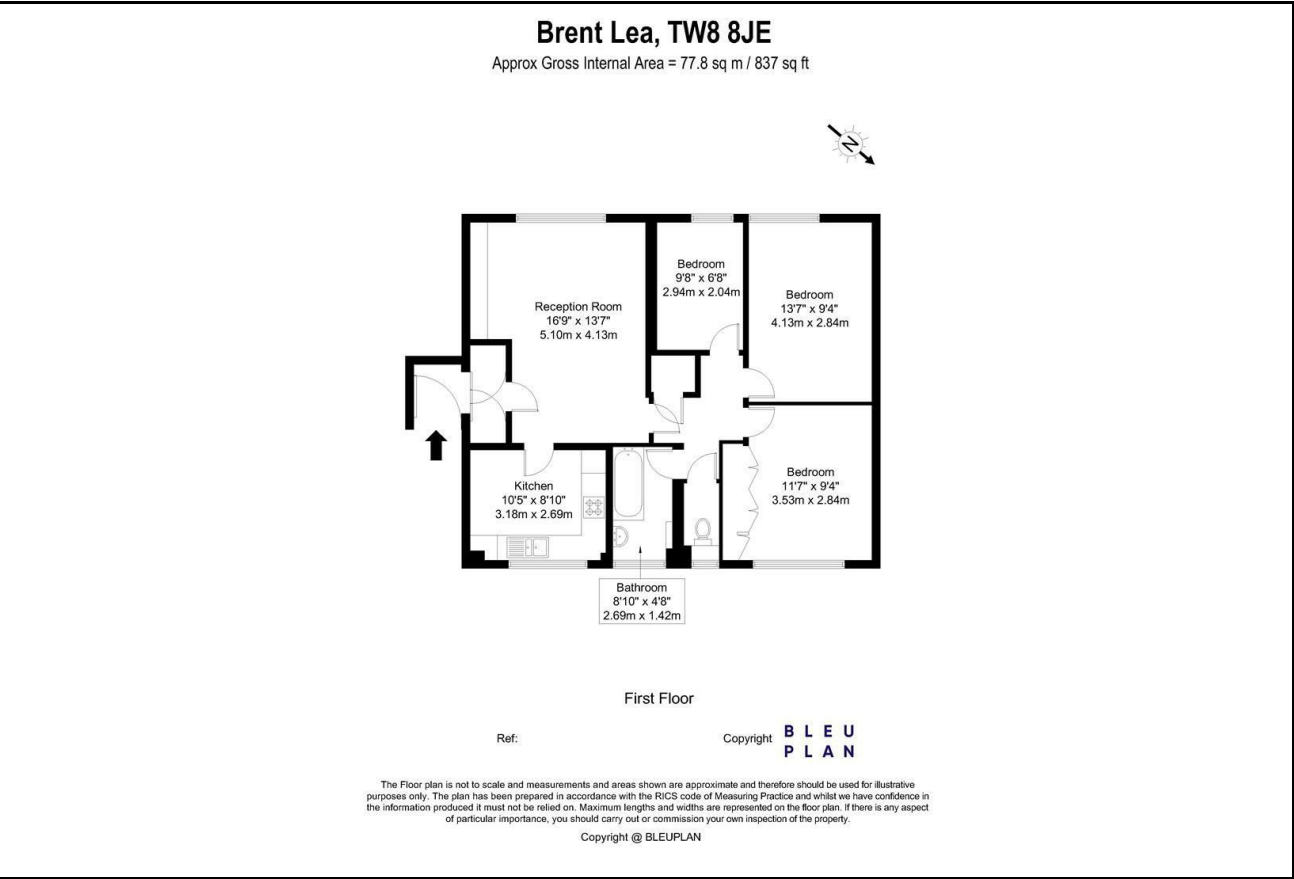 Brent Lea, TW8 8JE
Approx Gross Internal Area = 77.8 sq m / 837 sq ft
N
Bedroom
9'8" x 6'8"
2.94m x 2.04m
Bedroom
13'7" x 9'4"
4.13m x 2.84m
Reception Room
16'9" x 13'7"
5.10m x 4.13m
Kitchen
10'5" x 8'10"
3.18m x 2.69m
Bedroom
11'7" x 9'4"
3.53m x 2.84m
Bathroom
8'10" x 4'8"
2.69m x 1.42m
First Floor
Ref:
Copyright
BLEU
PLAN
The Floor plan is not to scale and measurements and areas shown are approximate and therefore should be used for illustrative
purposes only. The plan has been prepared in accordance with the RICS code of Measuring Practice and whilst we have confidence in
the information produced it must not be relied on. Maximum lengths and widths are represented on the floor plan. If there is any aspect
of particular importance, you should carry out or commission your own inspection of the property.
Copyright @ BLEUPLAN